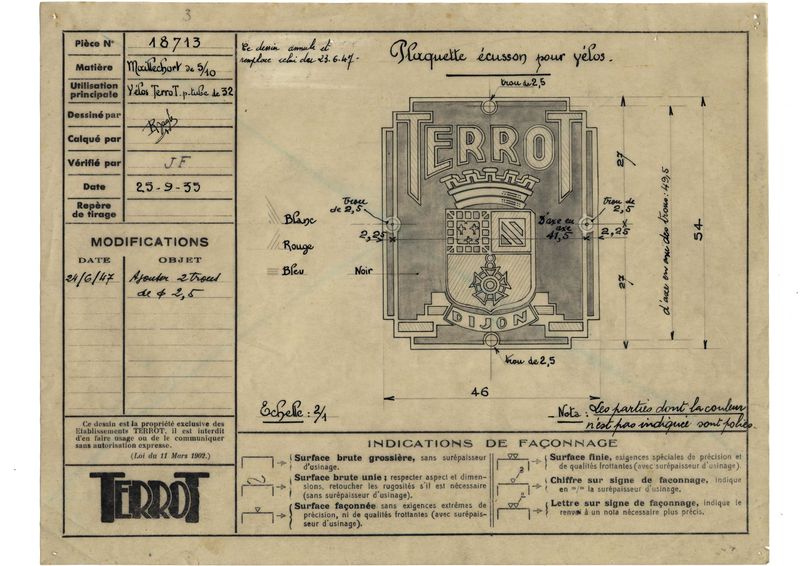 3
Pièce N° 18713
Matière Maillechort de 5/10
Utilisation principale Vélos Terrot p. tube de 32
Dessiné par
Calqué par
Vérifié par JF
Date 25-9-35
Repère de tirage
MODIFICATIONS
DATE OBJET
24/6/47 Ajouter 2 trous
de φ 2,5
Ce dessin est la propriété exclusive des
Etablissements TERROT, il est interdit
d'en faire usage ou de le communiquer
sans autorisation expresse.
(Loi du 11 Mars 1902.)
TERROT
Ce dessin annule et
remplace celui du 23.6.47.
Plaquette écusson pour vélos.
trou de 2,5
TERROT
trou
de 2,5
trou de
2,5
2,25
d'axe en
axe
41,5
2,25
Blanc
Rouge
Bleu
Noir
DIJON
trou de 2,5
27
27
d'axe en axe des trous: 49,5
54
46
Echelle: 2/1
Nota: Les parties dont la couleur
n'est pas indiquée sont polies.
INDICATIONS DE FAÇONNAGE
Surface brute grossière, sans surépaisseur
d'usinage.
Surface brute unie; respecter aspect et dimen-
sions, retoucher les rugosités s'il est nécessaire
(sans surépaisseur d'usinage).
Surface façonnée sans exigences extrêmes de
précision, ni de qualités frottantes (avec surépais-
seur d'usinage).
Surface finie, exigences spéciales de précision et
de qualités frottantes (avec surépaisseur d'usinage).
Chiffre sur signe de façonnage, indique
en m/m la surépaisseur d'usinage.
Lettre sur signe de façonnage, indique le
renvoi à un nota nécessaire plus précis.